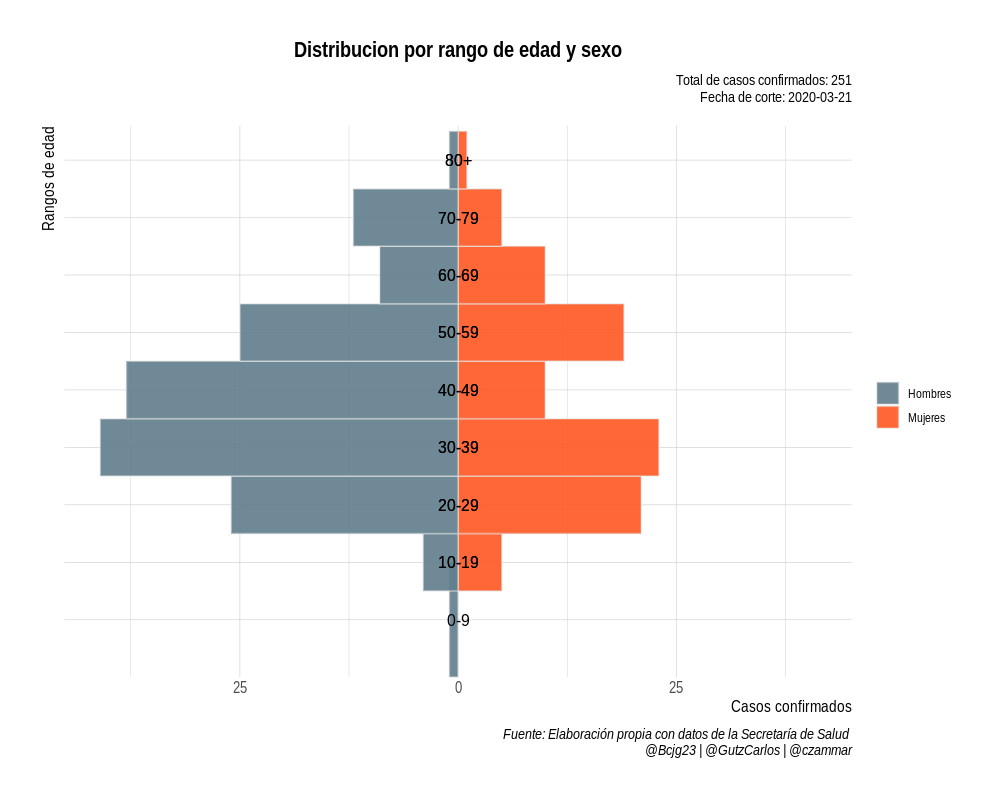 Distribucion por rango de edad y sexo
Total de casos confirmados: 251
Fecha de corte: 2020-03-21
Rangos de edad
80+
70-79
60-69
50-59
40-49
30-39
20-29
10-19
0-9
Hombres
Mujeres
25 0 25
Casos confirmados
Fuente: Elaboración propia con datos de la Secretaría de Salud
@Bcjg23 | @GutzCarlos | @czammar